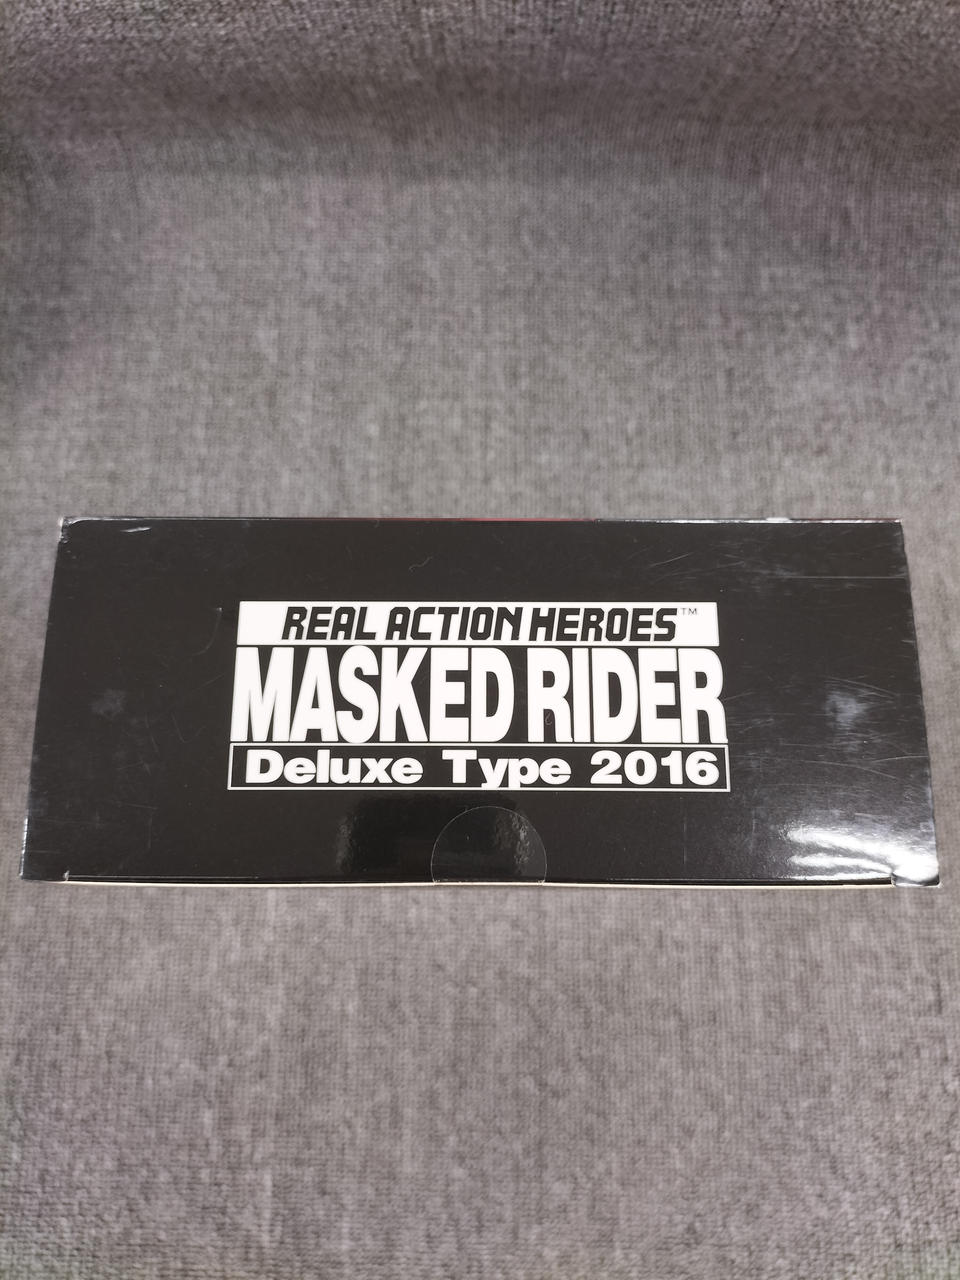 REAL ACTION HEROES™
MASKED RIDER
Deluxe Type 2016